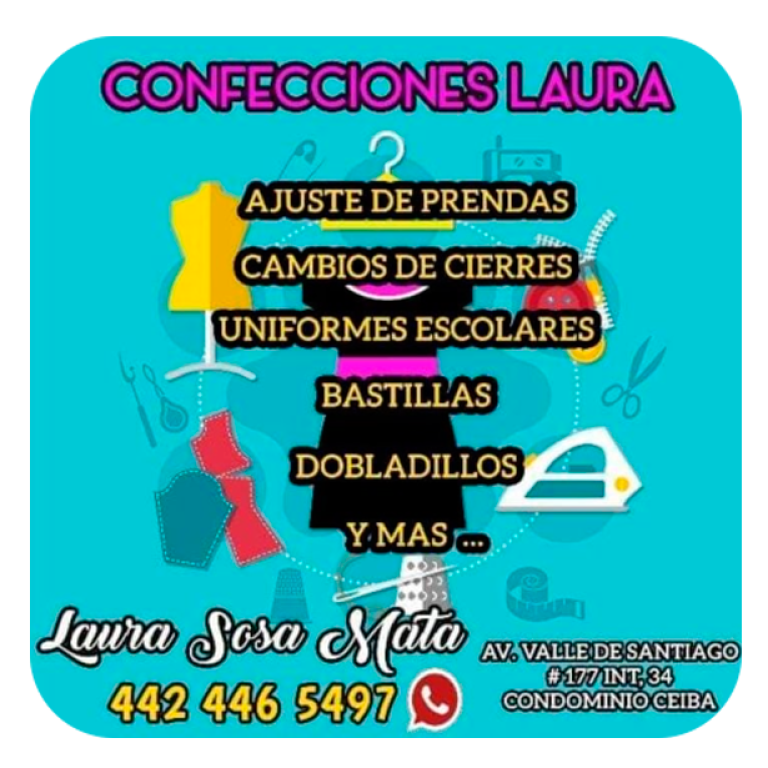 CONFECCIONES LAURA
AJUSTE DE PRENDAS
CAMBIOS DE CIERRES
UNIFORMES ESCOLARES
BASTILLAS
DOBLADILLOS
Y MAS ...
Laura Sosa Mata
442 446 5497
AV. VALLE DE SANTIAGO
# 177 INT, 34
CONDOMINIO CEIBA